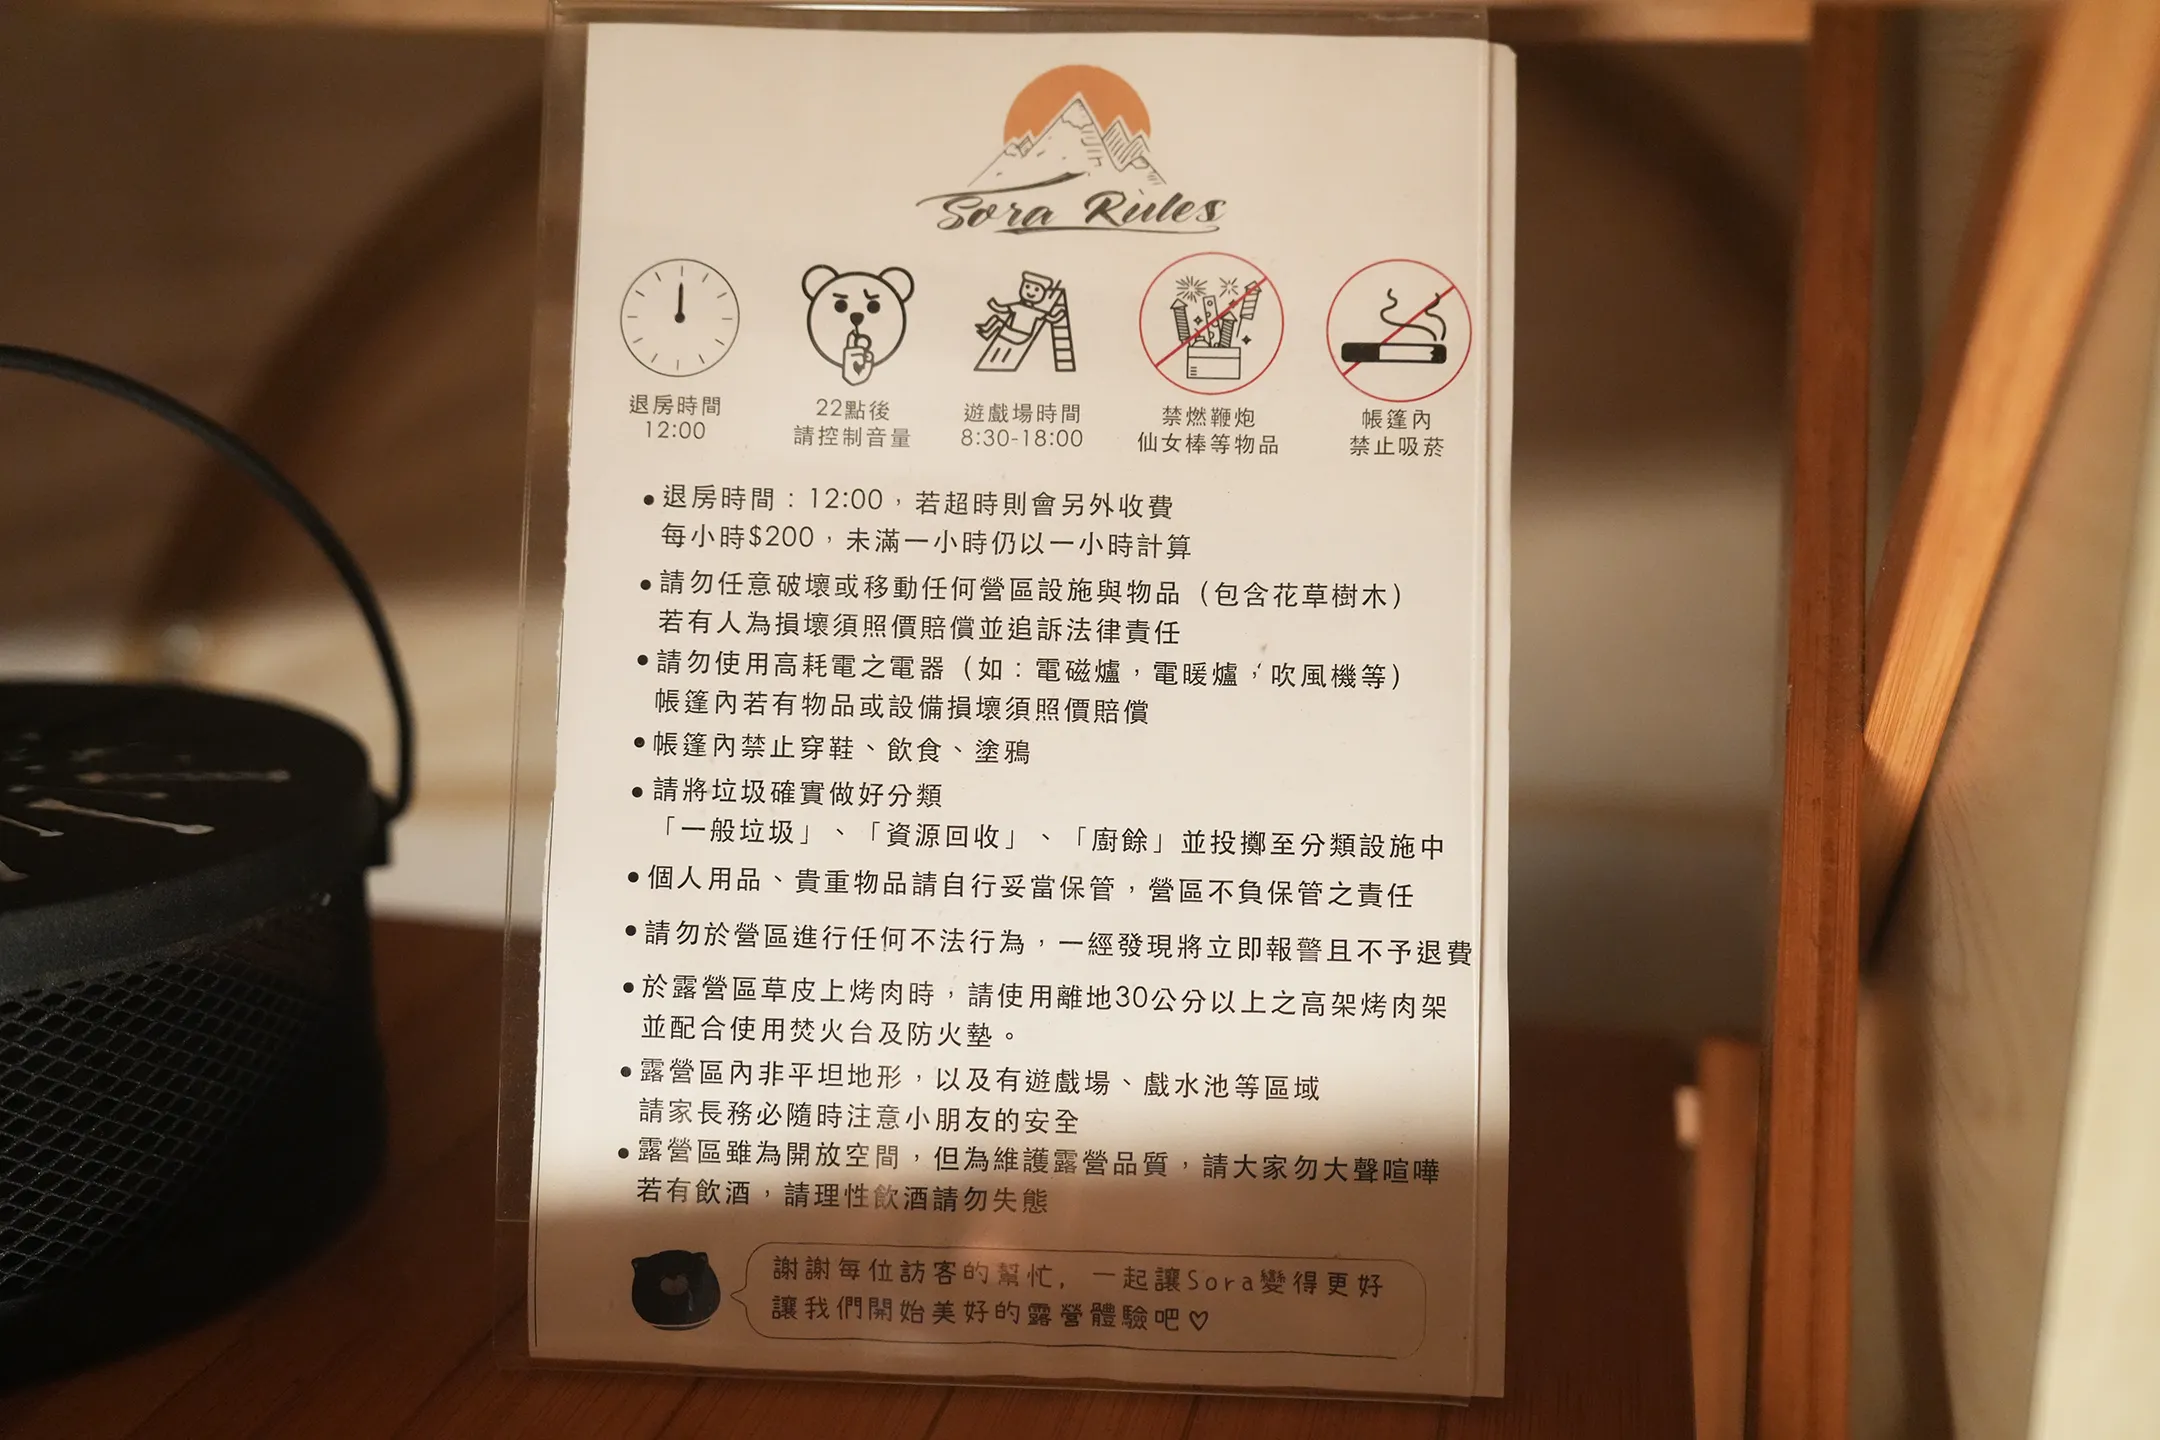 Sora Rules
退房時間
12:00
22點後
請控制音量
遊戲場時間
8:30-18:00
禁燃鞭炮
仙女棒等物品
帳篷內
禁止吸菸
●退房時間：12:00，若超時則會另外收費
每小時$200，未滿一小時仍以一小時計算
●請勿任意破壞或移動任何營區設施與物品（包含花草樹木）
若有人為損壞須照價賠償並追訴法律責任
●請勿使用高耗電之電器（如：電磁爐，電暖爐，吹風機等）
帳篷內若有物品或設備損壞須照價賠償
●帳篷內禁止穿鞋、飲食、塗鴉
●請將垃圾確實做好分類
「一般垃圾」、「資源回收」、「廚餘」並投擲至分類設施中
●個人用品、貴重物品請自行妥當保管，營區不負保管之責任
●請勿於營區進行任何不法行為，一經發現將立即報警且不予退費
●於露營區草皮上烤肉時，請使用離地30公分以上之高架烤肉架
並配合使用焚火台及防火墊。
●露營區內非平坦地形，以及有遊戲場、戲水池等區域
請家長務必隨時注意小朋友的安全
●露營區雖為開放空間，但為維護露營品質，請大家勿大聲喧嘩
若有飲酒，請理性飲酒請勿失態
謝謝每位訪客的幫忙，一起讓Sora變得更好
讓我們開始美好的露營體驗吧♡